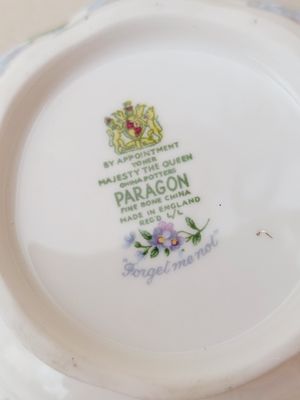 BY APPOINTMENT
TO HER
MAJESTY THE QUEEN
CHINA POTTERS
PARAGON
FINE BONE CHINA
MADE IN ENGLAND
REG'D
"Forget me not"